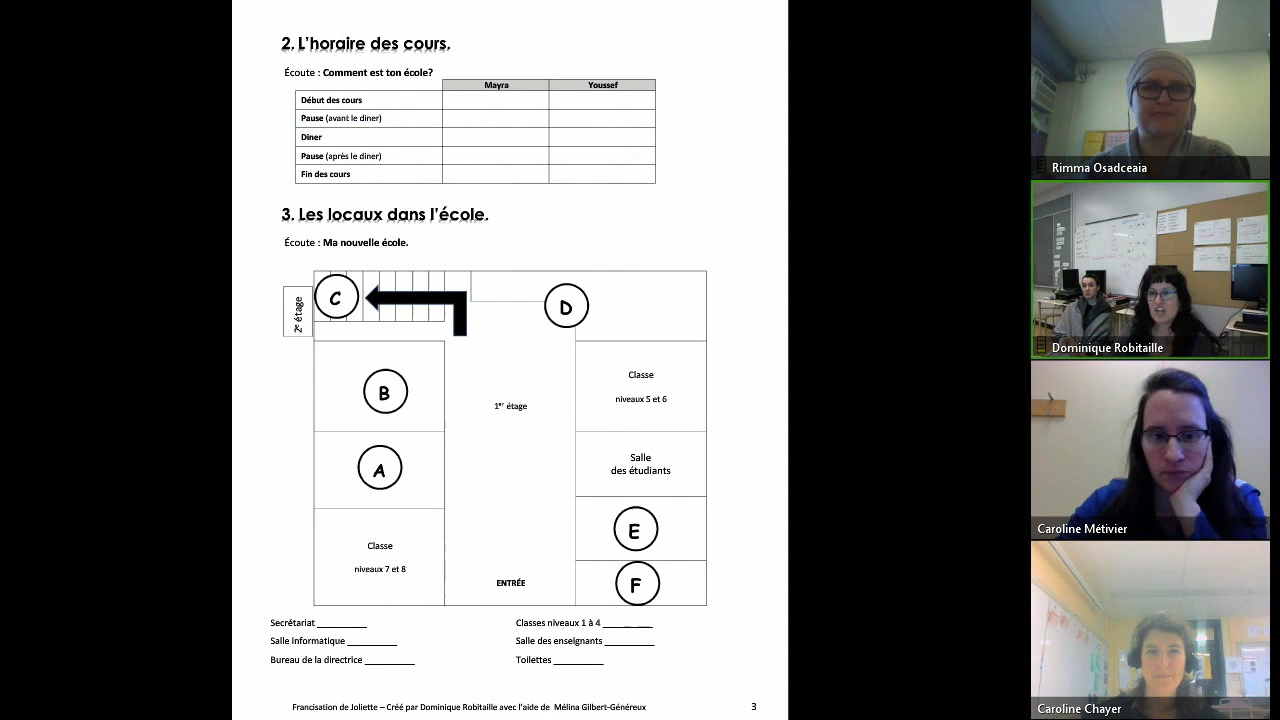 2. L'horaire des cours.
Écoute : Comment est ton école?
Mayra Youssef
Début des cours
Pause (avant le diner)
Diner
Pause (après le diner)
Fin des cours
3. Les locaux dans l'école.
Écoute : Ma nouvelle école.
2e étage
C
D
B
Classe
niveaux 5 et 6
1er étage
A
Salle
des étudiants
E
Classe
niveaux 7 et 8
ENTRÉE
F
Secrétariat __________
Classes niveaux 1 à 4 __________
Salle informatique __________
Salle des enseignants __________
Bureau de la directrice __________
Toilettes __________
Francisation de Joliette – Créé par Dominique Robitaille avec l'aide de Mélina Gilbert-Généreux
3
Rimma Osadceaia
Dominique Robitaille
Caroline Métivier
Caroline Chayer